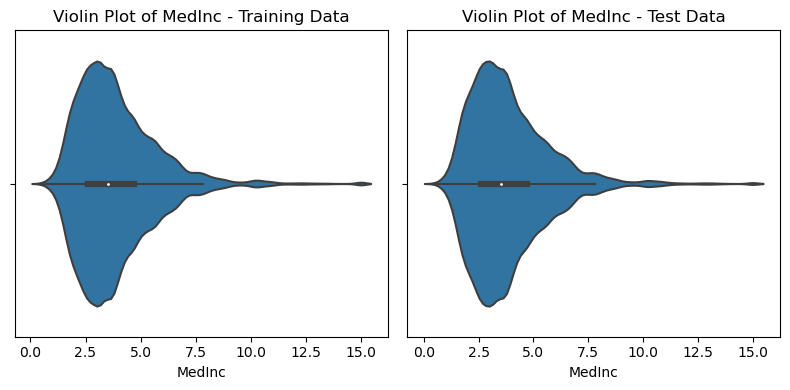 Violin Plot of MedInc - Training Data
0.0 2.5 5.0 7.5 10.0 12.5 15.0
MedInc
Violin Plot of MedInc - Test Data
0.0 2.5 5.0 7.5 10.0 12.5 15.0
MedInc